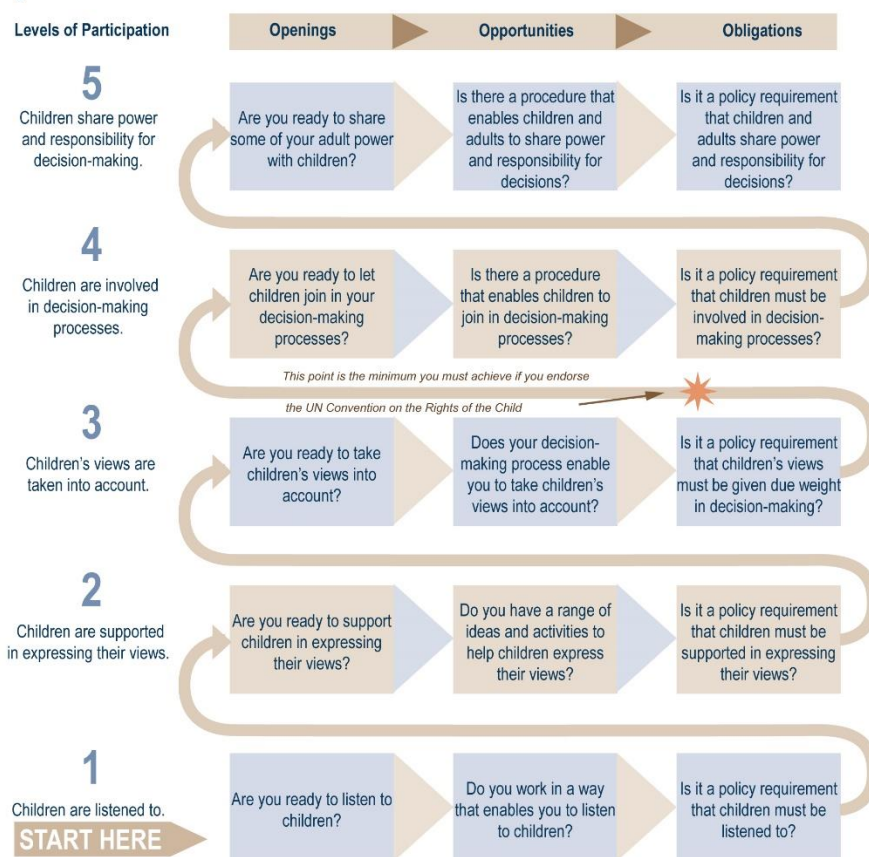 Levels of Participation
Openings
Opportunities
Obligations
5
Children share power
and responsibility for
decision-making.
Are you ready to share
some of your adult power
with children?
Is there a procedure that
enables children and
adults to share power
and responsibility for
decisions?
Is it a policy requirement
that children and
adults share power
and responsibility for
decisions?
4
Children are involved
in decision-making
processes.
Are you ready to let
children join in your
decision-making
processes?
Is there a procedure
that enables children to
join in decision-making
processes?
Is it a policy requirement
that children must be
involved in decision-
making processes?
This point is the minimum you must achieve if you endorse
the UN Convention on the Rights of the Child
3
Children's views are
taken into account.
Are you ready to take
children's views into
account?
Does your decision-
making process enable
you to take children's
views into account?
Is it a policy requirement
that children's views
must be given due weight
in decision-making?
2
Children are supported
in expressing their views.
Are you ready to support
children in expressing
their views?
Do you have a range of
ideas and activities to
help children express
their views?
Is it a policy requirement
that children must be
supported in expressing
their views?
1
Children are listened to.
START HERE
Are you ready to listen to
children?
Do you work in a way
that enables you to listen
to children?
Is it a policy requirement
that children must be
listened to?